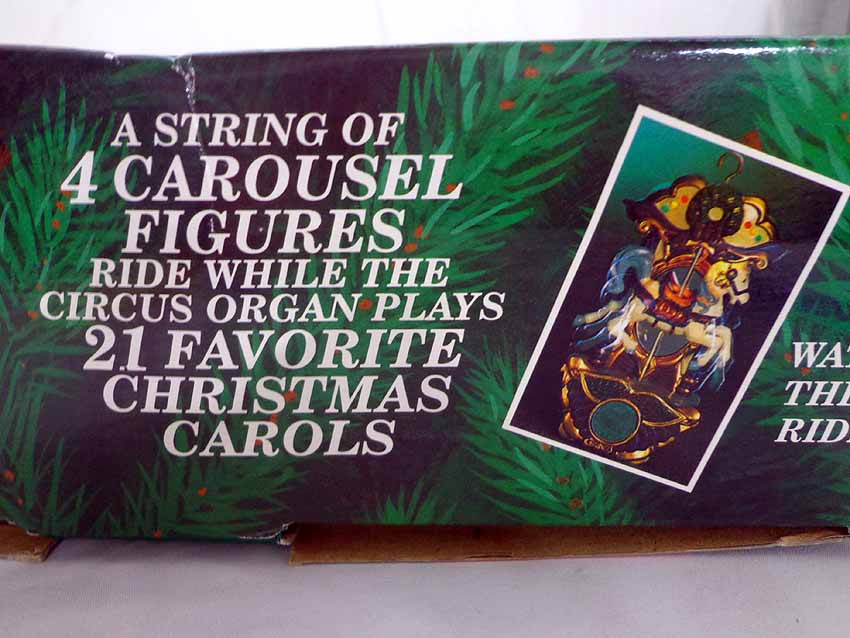 A STRING OF
4 CAROUSEL
FIGURES
RIDE WHILE THE
CIRCUS ORGAN PLAYS
21 FAVORITE
CHRISTMAS
CAROLS